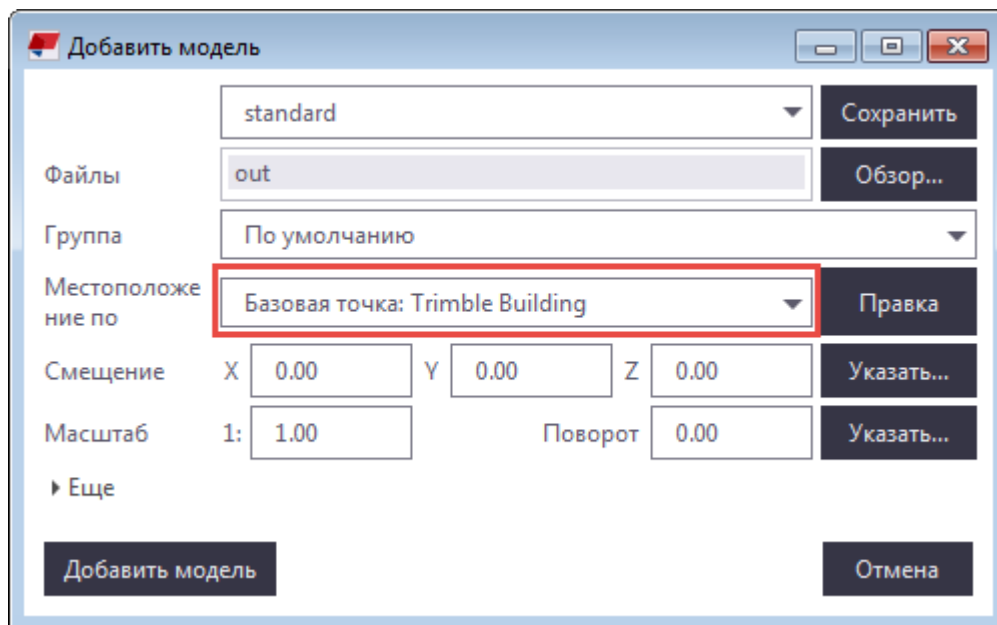 Добавить модель
standard Сохранить
Файлы out Обзор...
Группа По умолчанию
Местоположе
ние по Базовая точка: Trimble Building Правка
Смещение X 0.00 Y 0.00 Z 0.00 Указать...
Масштаб 1: 1.00 Поворот 0.00 Указать...
Еще
Добавить модель Отмена